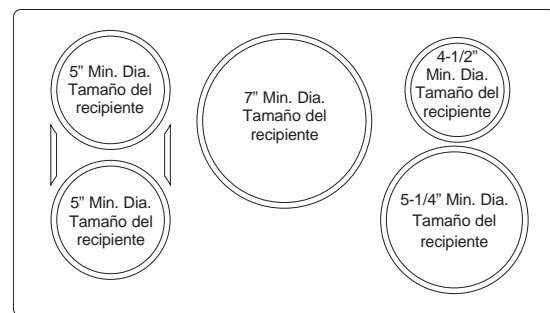 5” Min. Dia.
Tamaño del
recipiente
5” Min. Dia.
Tamaño del
recipiente
7” Min. Dia.
Tamaño del
recipiente
4-1/2”
Min. Dia.
Tamaño del
recipiente
5-1/4” Min. Dia.
Tamaño del
recipiente